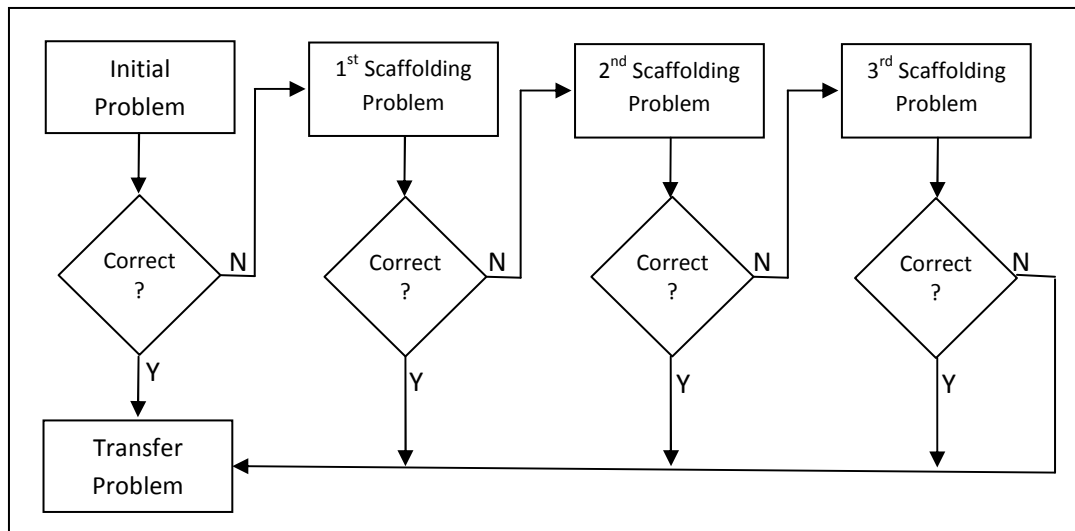 Initial
Problem
1st Scaffolding
Problem
2nd Scaffolding
Problem
3rd Scaffolding
Problem
Correct
?
N
Correct
?
N
Correct
?
N
Correct
?
N
Y
Y
Y
Y
Transfer
Problem